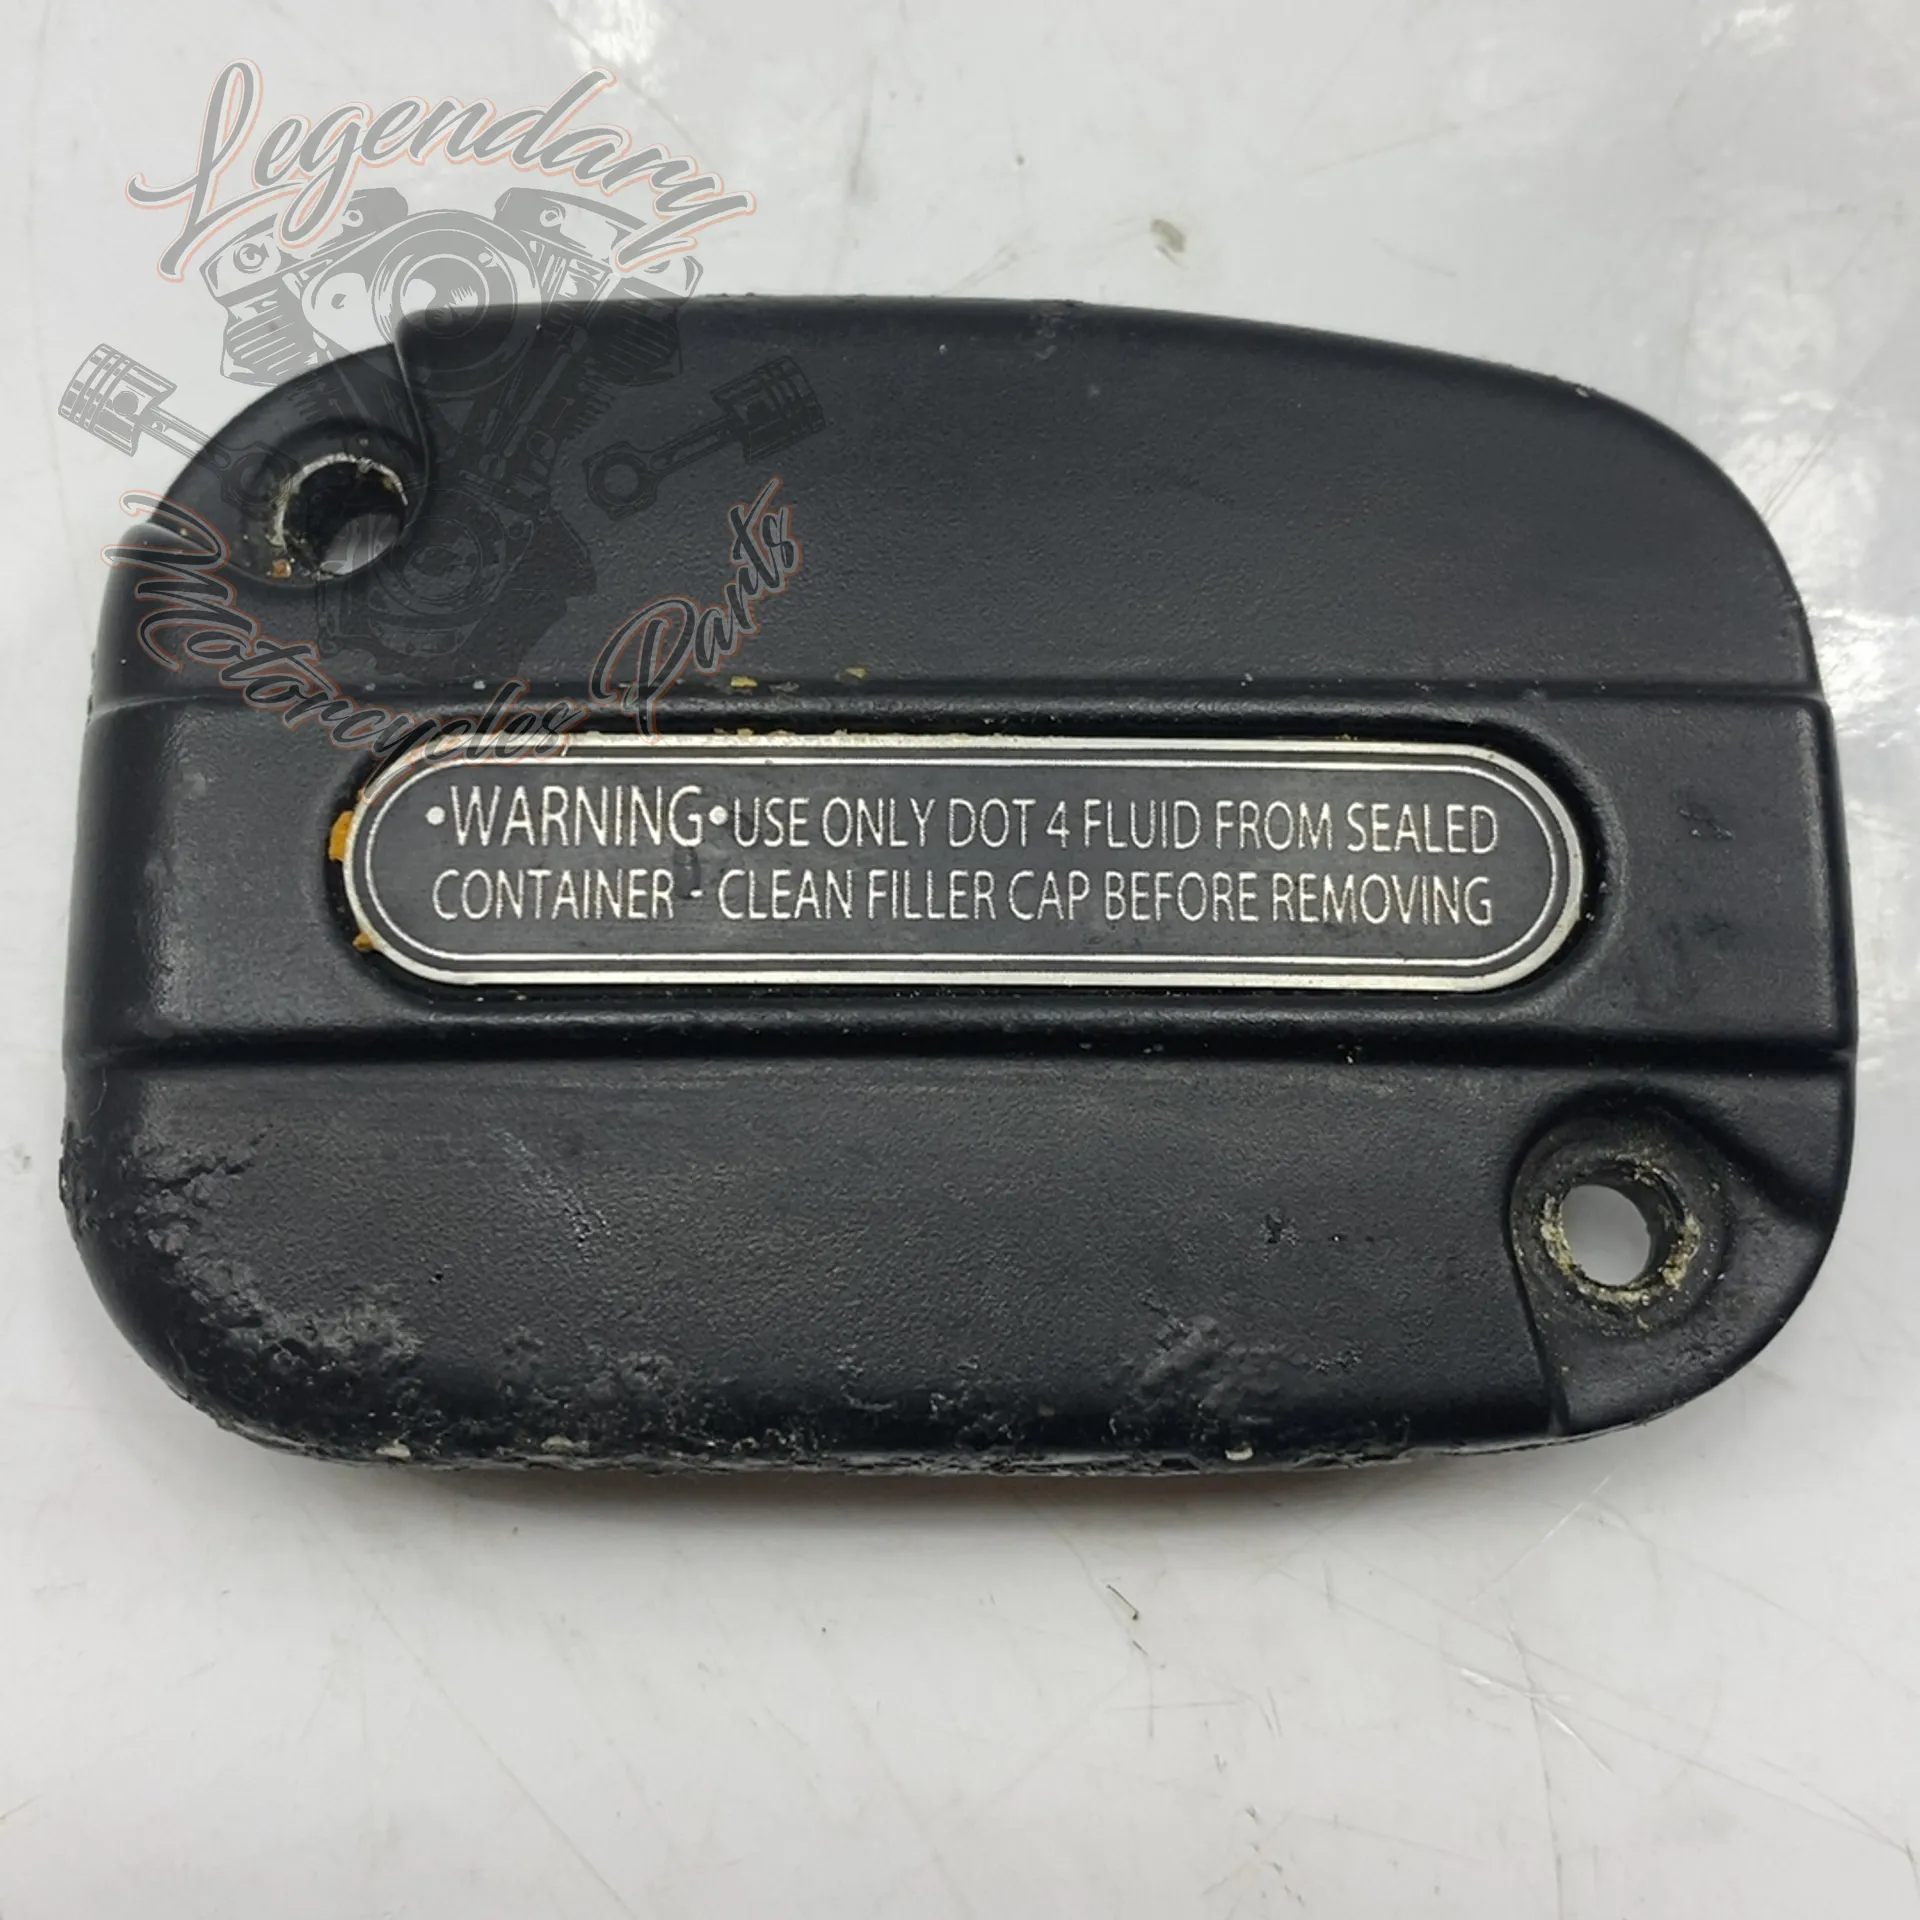 Legendary
Motorcycles Parts
•WARNING•USE ONLY DOT 4 FLUID FROM SEALED
CONTAINER - CLEAN FILLER CAP BEFORE REMOVING